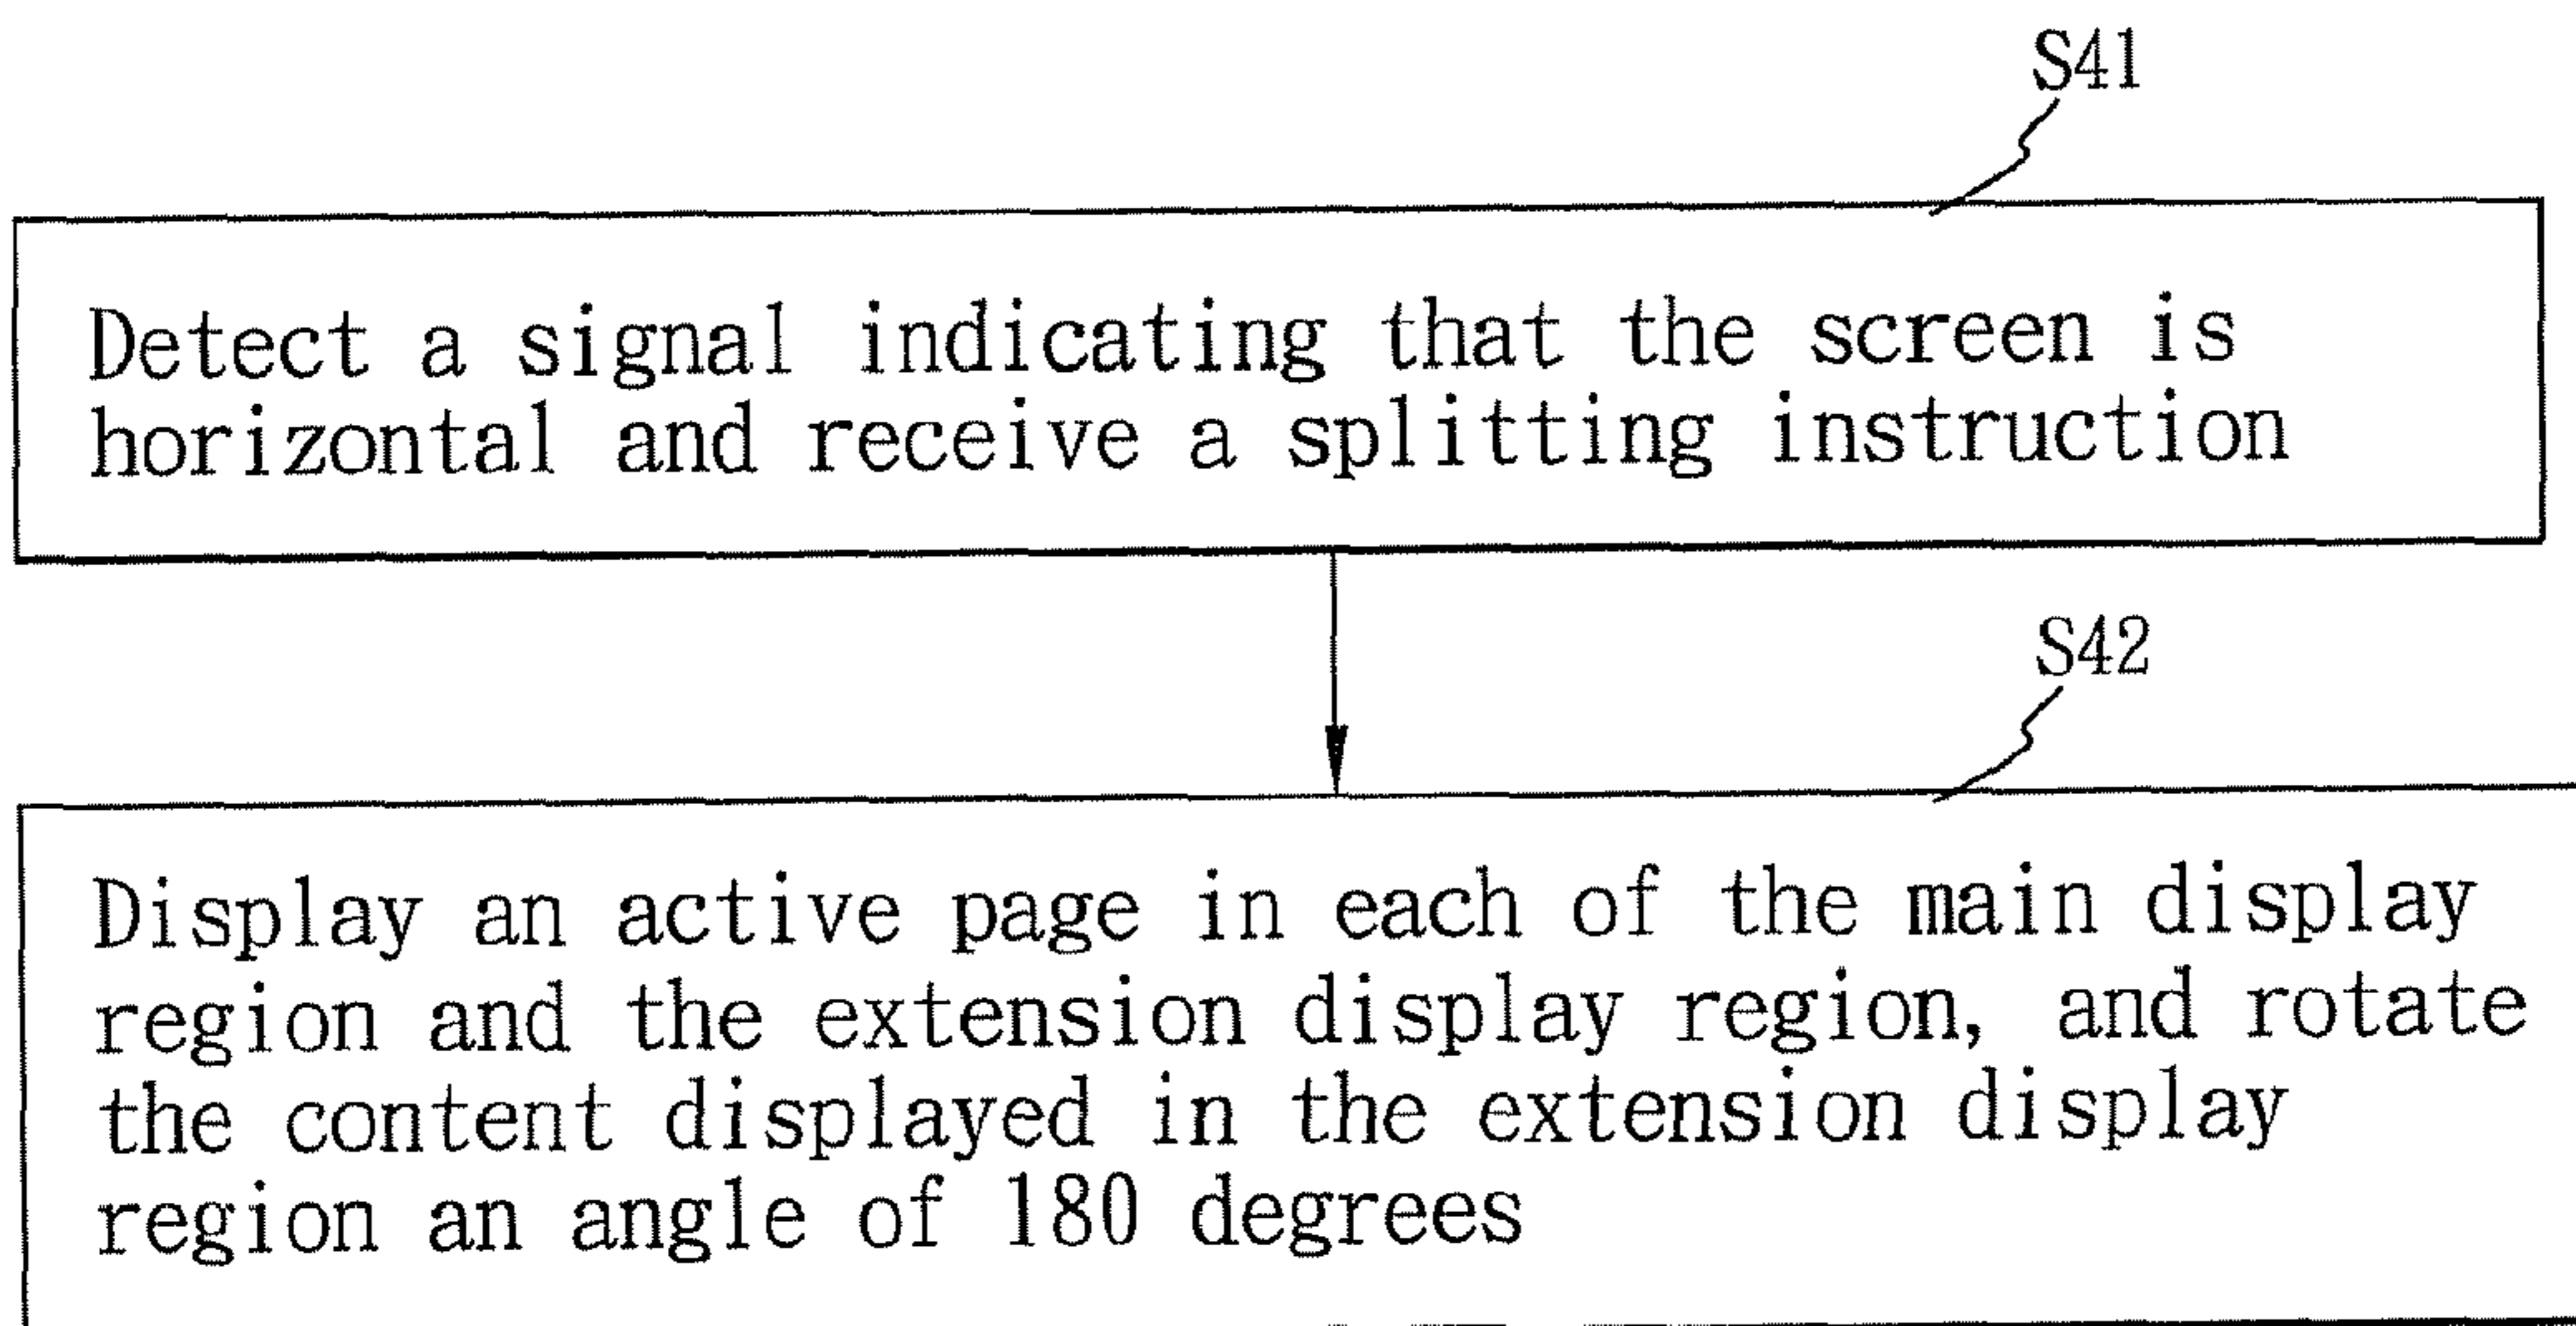 S41
Detect a signal indicating that the screen is
horizontal and receive a splitting instruction
S42
Display an active page in each of the main display
region and the extension display region, and rotate
the content displayed in the extension display
region an angle of 180 degrees